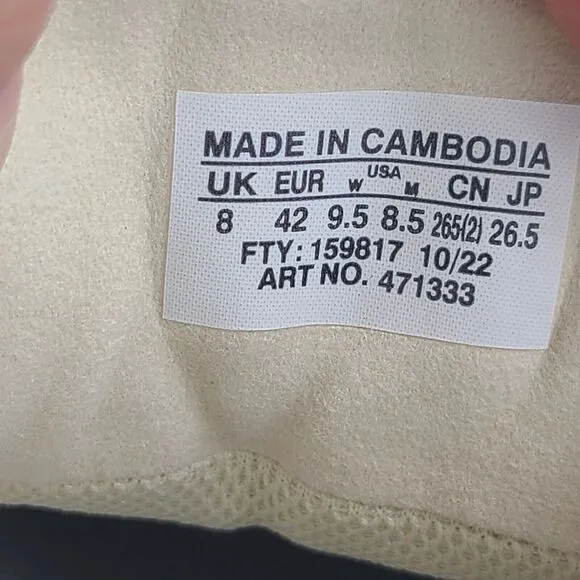 MADE IN CAMBODIA
UK EUR W USA M CN JP
8 42 9.5 8.5 265(2) 26.5
FTY: 159817 10/22
ART NO. 471333